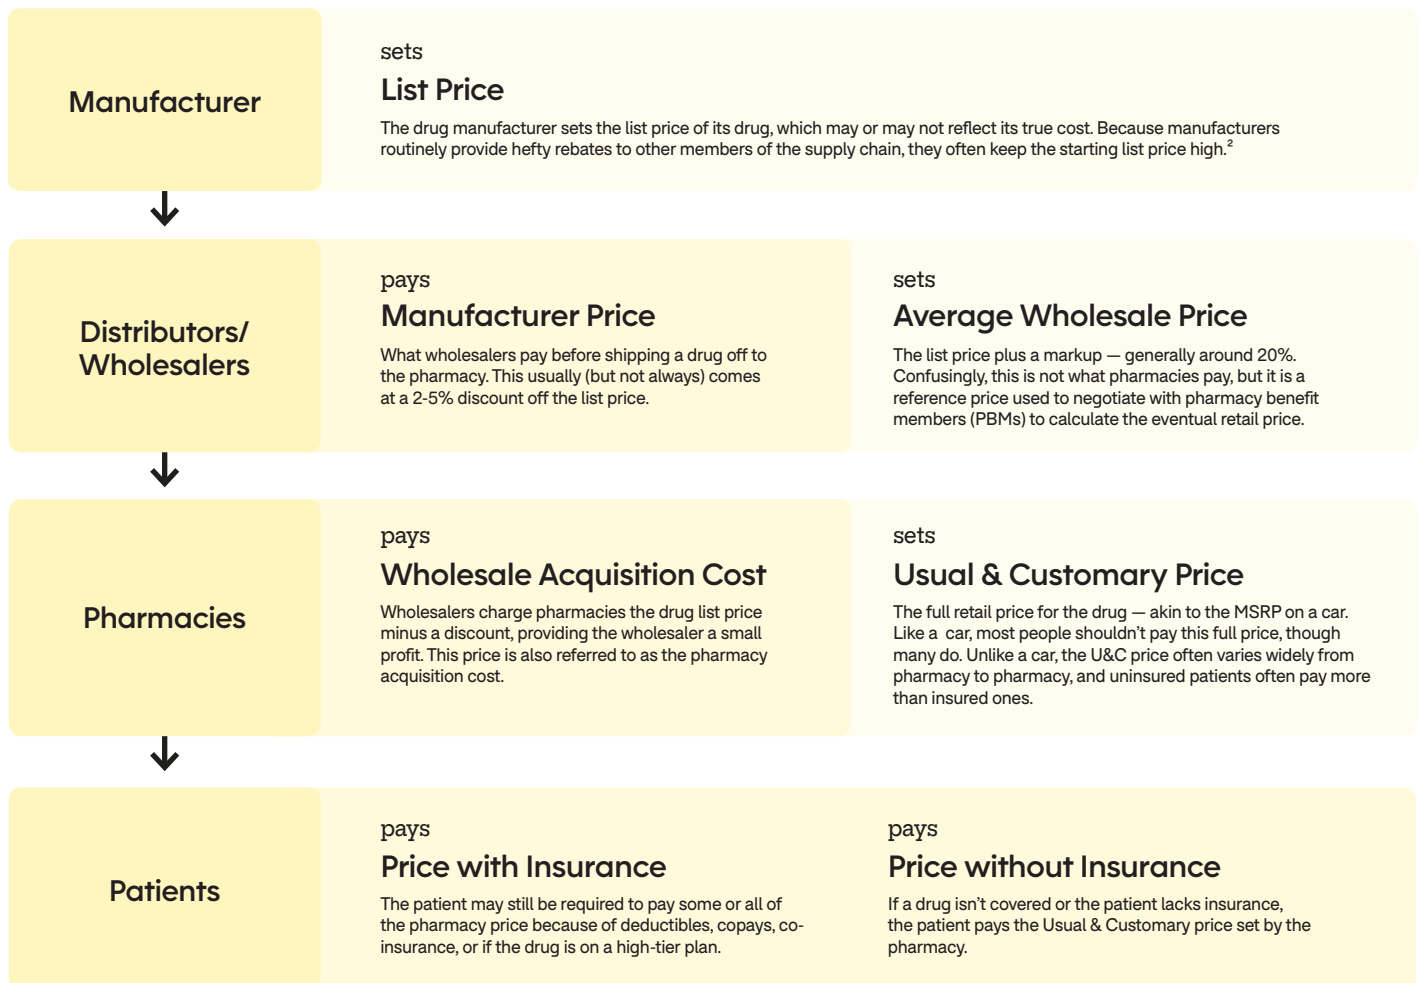 Manufacturer
sets
List Price
The drug manufacturer sets the list price of its drug, which may or may not reflect its true cost. Because manufacturers
routinely provide hefty rebates to other members of the supply chain, they often keep the starting list price high.²
Distributors/
Wholesalers
pays
Manufacturer Price
What wholesalers pay before shipping a drug off to
the pharmacy. This usually (but not always) comes
at a 2-5% discount off the list price.
sets
Average Wholesale Price
The list price plus a markup — generally around 20%.
Confusingly, this is not what pharmacies pay, but it is a
reference price used to negotiate with pharmacy benefit
members (PBMs) to calculate the eventual retail price.
Pharmacies
pays
Wholesale Acquisition Cost
Wholesalers charge pharmacies the drug list price
minus a discount, providing the wholesaler a small
profit. This price is also referred to as the pharmacy
acquisition cost.
sets
Usual & Customary Price
The full retail price for the drug — akin to the MSRP on a car.
Like a  car, most people shouldn't pay this full price, though
many do. Unlike a car, the U&C price often varies widely from
pharmacy to pharmacy, and uninsured patients often pay more
than insured ones.
Patients
pays
Price with Insurance
The patient may still be required to pay some or all of
the pharmacy price because of deductibles, copays, co-
insurance, or if the drug is on a high-tier plan.
pays
Price without Insurance
If a drug isn't covered or the patient lacks insurance,
the patient pays the Usual & Customary price set by the
pharmacy.